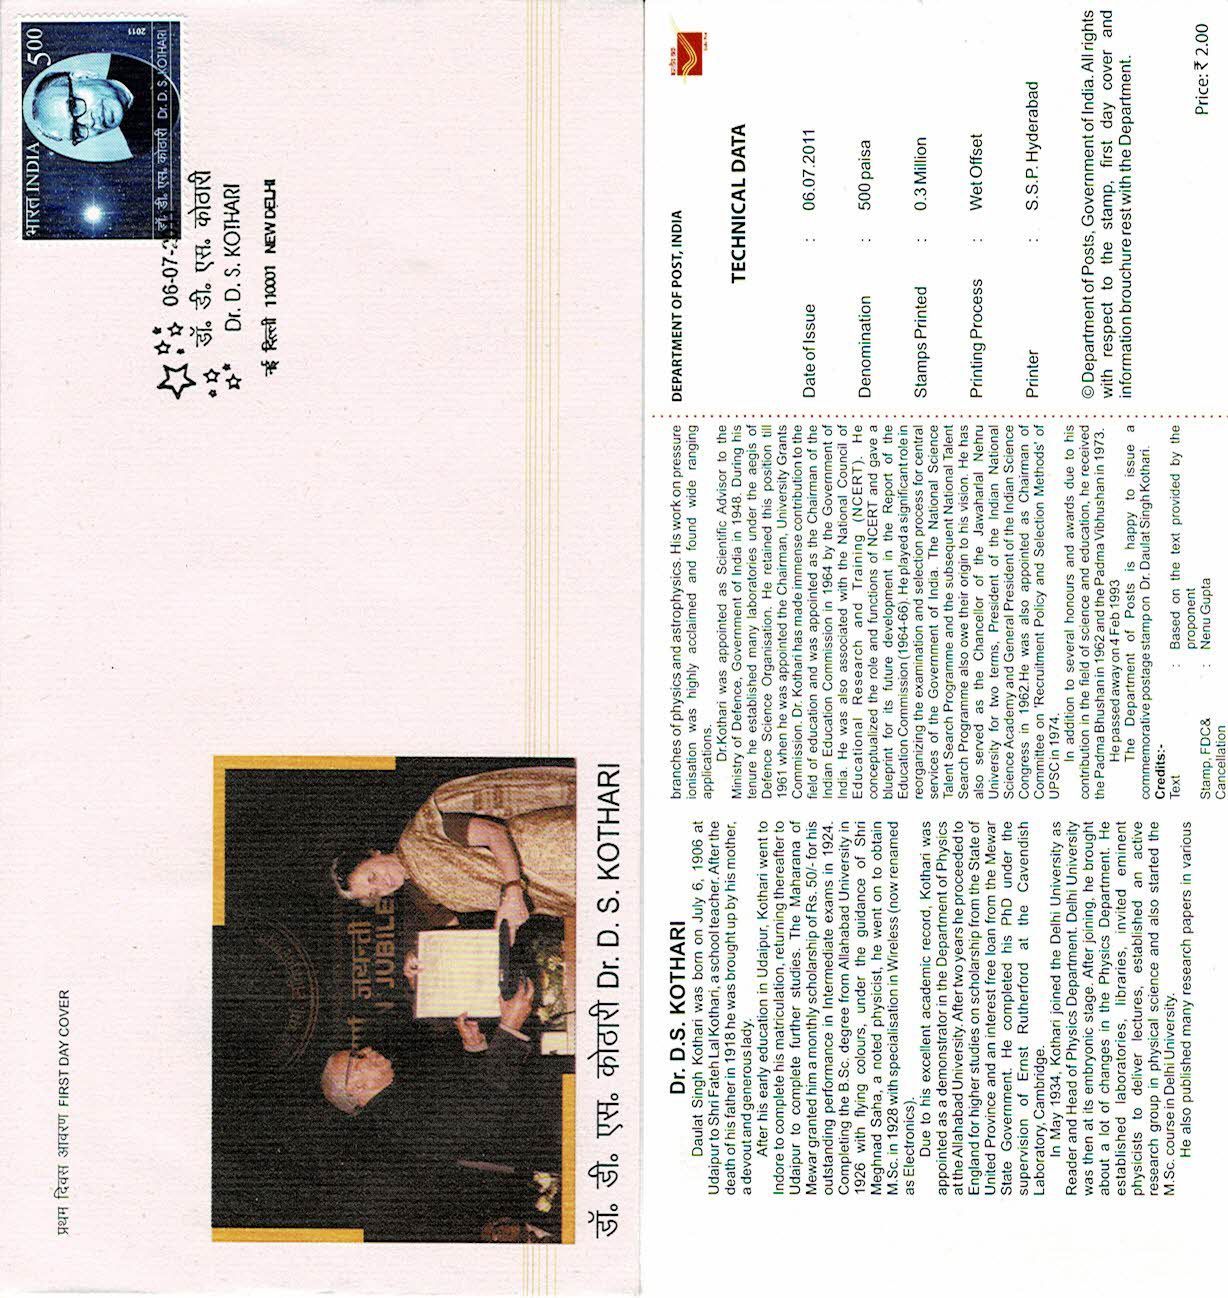 प्रथम दिवस आवरण FIRST DAY COVER
भारत INDIA 500
2011
डॉ. डी. एस. कोठारी Dr. D. S. KOTHARI
06-07-2011
डॉ. डी. एस. कोठारी
Dr. D. S. KOTHARI
नई दिल्ली 110001 NEW DELHI
जयन्ती
JUBILE
डॉ. डी. एस. कोठारी Dr. D. S. KOTHARI
Dr. D.S. KOTHARI
Daulat Singh Kothari was born on July 6, 1906 at
Udaipur to Shri Fateh Lal Kothari, a school teacher. After the
death of his father in 1918 he was brought up by his mother,
a devout and generous lady.
After his early education in Udaipur, Kothari went to
Indore to complete his matriculation, returning thereafter to
Udaipur to complete further studies. The Maharana of
Mewar granted him a monthly scholarship of Rs. 50/- for his
outstanding performance in Intermediate exams in 1924.
Completing the B.Sc. degree from Allahabad University in
1926 with flying colours, under the guidance of Shri
Meghnad Saha, a noted physicist, he went on to obtain
M.Sc. in 1928 with specialisation in Wireless (now renamed
as Electronics).
Due to his excellent academic record, Kothari was
appointed as a demonstrator in the Department of Physics
at the Allahabad University. After two years he proceeded to
England for higher studies on scholarship from the State of
United Province and an interest free loan from the Mewar
State Government. He completed his PhD under the
supervision of Ernst Rutherford at the Cavendish
Laboratory, Cambridge.
In May 1934, Kothari joined the Delhi University as
Reader and Head of Physics Department. Delhi University
was then at its embryonic stage. After joining, he brought
about a lot of changes in the Physics Department. He
established laboratories, libraries, invited eminent
physicists to deliver lectures, established an active
research group in physical science and also started the
M.Sc. course in Delhi University.
He also published many research papers in various
branches of physics and astrophysics. His work on pressure
ionisation was highly acclaimed and found wide ranging
applications.
Dr.Kothari was appointed as Scientific Advisor to the
Ministry of Defence, Government of India in 1948. During his
tenure he established many laboratories under the aegis of
Defence Science Organisation. He retained this position till
1961 when he was appointed the Chairman, University Grants
Commission. Dr. Kothari has made immense contribution to the
field of education and was appointed as the Chairman of the
Indian Education Commission in 1964 by the Government of
India. He was also associated with the National Council of
Educational Research and Training (NCERT). He
conceptualized the role and functions of NCERT and gave a
blueprint for its future development in the Report of the
Education Commission (1964-66). He played a significant role in
reorganizing the examination and selection process for central
services of the Government of India. The National Science
Talent Search Programme and the subsequent National Talent
Search Programme also owe their origin to his vision. He has
also served as the Chancellor of the Jawaharlal Nehru
University for two terms, President of the Indian National
Science Academy and General President of the Indian Science
Congress in 1962.He was also appointed as Chairman of
Committee on 'Recruitment Policy and Selection Methods' of
UPSC in 1974.
In addition to several honours and awards due to his
contribution in the field of science and education, he received
the Padma Bhushan in 1962 and the Padma Vibhushan in 1973.
He passed away on 4 Feb 1993
The Department of Posts is happy to issue a
commemorative postage stamp on Dr. Daulat Singh Kothari.
Credits:-
Text : Based on the text provided by the
proponent
Stamp, FDC& : Nenu Gupta
Cancellation
DEPARTMENT OF POST, INDIA
TECHNICAL DATA
Date of Issue : 06.07.2011
Denomination : 500 paisa
Stamps Printed : 0.3 Million
Printing Process : Wet Offset
Printer : S.S.P. Hyderabad
© Department of Posts, Government of India. All rights
with respect to the stamp, first day cover and
information brouchure rest with the Department.
Price: ₹ 2.00